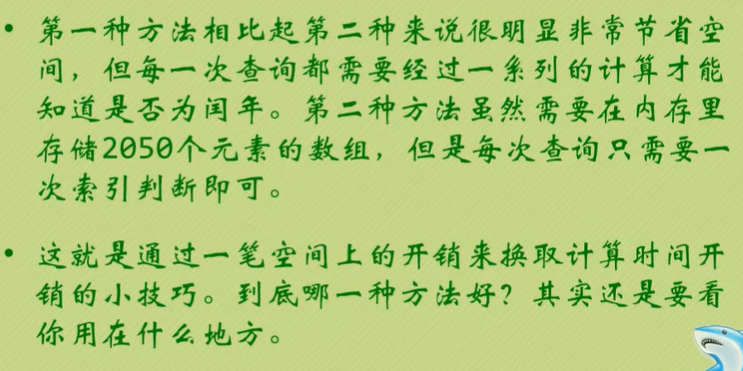 • 第一种方法相比起第二种来说很明显非常节省空
间，但每一次查询都需要经过一系列的计算才能
知道是否为闰年。第二种方法虽然需要在内存里
存储2050个元素的数组，但是每次查询只需要一
次索引判断即可。
• 这就是通过一笔空间上的开销来换取计算时间开
销的小技巧。到底哪一种方法好？其实还是要看
你用在什么地方。